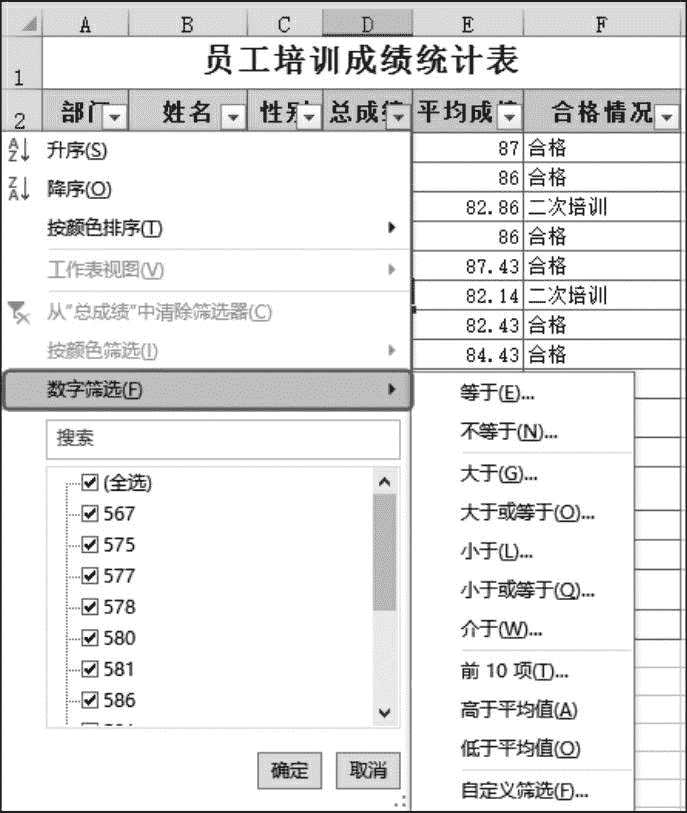 A B C D E F
1 员工培训成绩统计表
2 部门 姓名 性别 总成绩 平均成绩 合格情况
升序(S)
降序(O)
按颜色排序(T)
工作表视图(V)
从"总成绩"中清除筛选器(C)
按颜色筛选(I)
数字筛选(F)
搜索
(全选)
567
575
577
578
580
581
586
确定 取消
87 合格
86 合格
82.86 二次培训
86 合格
87.43 合格
82.14 二次培训
82.43 合格
84.43 合格
等于(E)...
不等于(N)...
大于(G)...
大于或等于(O)...
小于(L)...
小于或等于(Q)...
介于(W)...
前 10 项(T)...
高于平均值(A)
低于平均值(O)
自定义筛选(F)...